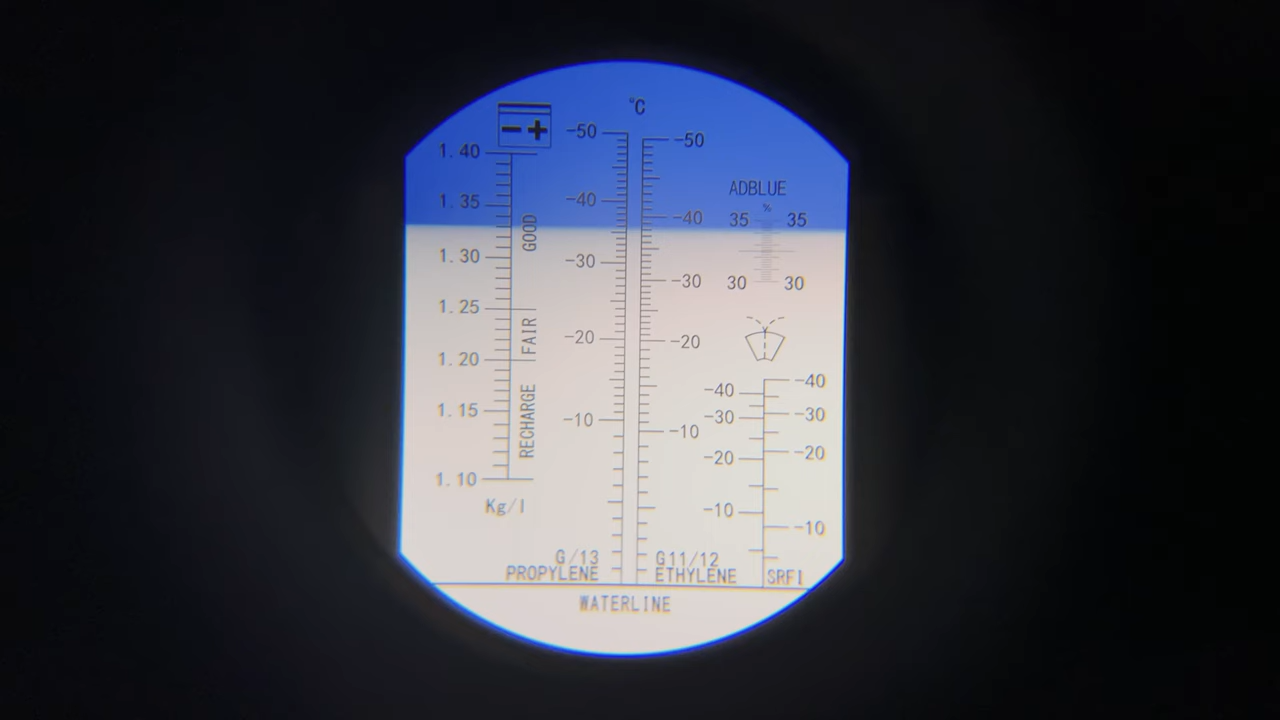 °C
−+
1.40
1.35
1.30
1.25
1.20
1.15
1.10
Kg/l
GOOD
FAIR
RECHARGE
-50
-40
-30
-20
-10
G/13
PROPYLENE
-50
-40
-30
-20
-10
G11/12
ETHYLENE
ADBLUE
%
35 35
30 30
-40
-30
-20
-10
-40
-30
-20
-10
SRFI
WATERLINE